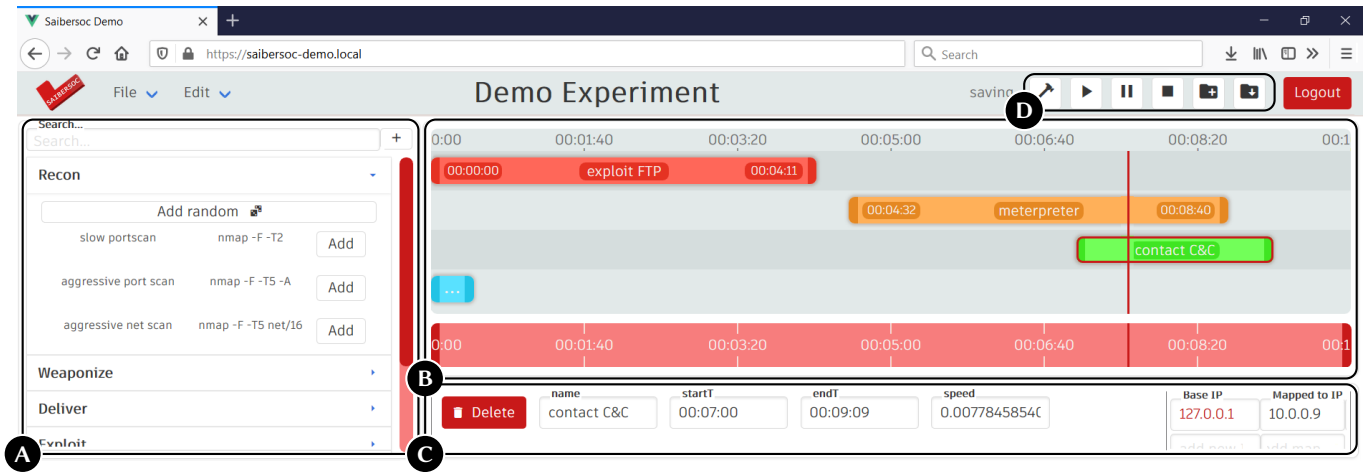 Saibersoc Demo
https://saibersoc-demo.local
Search
SAIBERSOC
File
Edit
Demo Experiment
saving
D
Logout
Search...
Search...
+
Recon
Add random
slow portscan nmap -F -T2 Add
aggressive port scan nmap -F -T5 -A Add
aggressive net scan nmap -F -T5 net/16 Add
Weaponize
Deliver
Exploit
A
0:00 00:01:40 00:03:20 00:05:00 00:06:40 00:08:20 00:1
00:00:00 exploit FTP 00:04:11
00:04:32 meterpreter 00:08:40
contact C&C
...
0:00 00:01:40 00:03:20 00:05:00 00:06:40 00:08:20 00:1
B
Delete
name startT endT speed Base IP Mapped to IP
contact C&C 00:07:00 00:09:09 0.0077845854 127.0.0.1 10.0.0.9
C